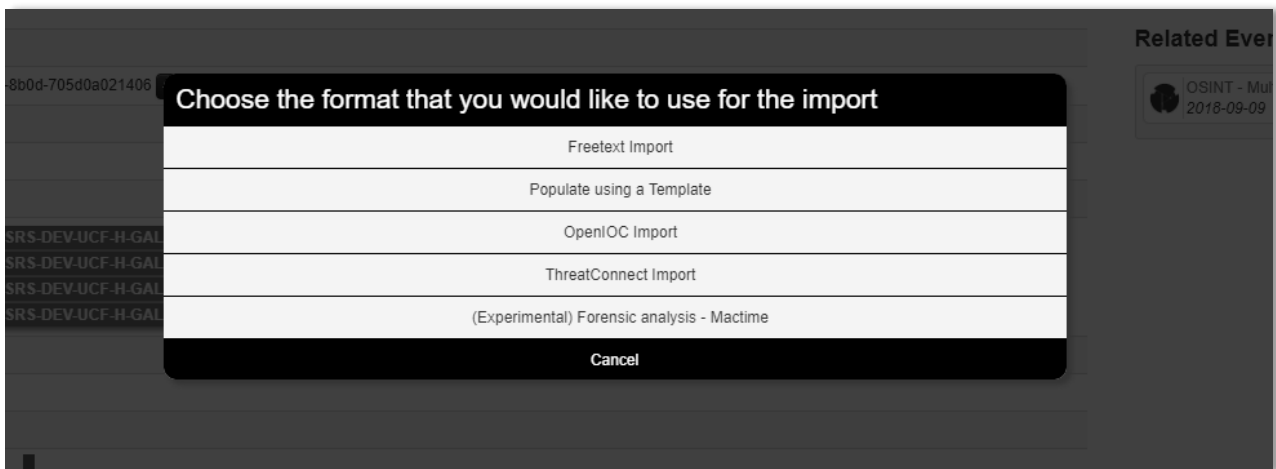 Related Ever
-8b0d-705d0a021406
OSINT - Mul
2016-09-09
Choose the format that you would like to use for the import
Freetext Import
Populate using a Template
OpenIOC Import
SRS-DEV-UCF-H-GAL
SRS-DEV-UCF-H-GAL
ThreatConnect Import
SRS-DEV-UCF-H-GAL
SRS-DEV-UCF-H-GAL
(Experimental) Forensic analysis - Mactime
Cancel